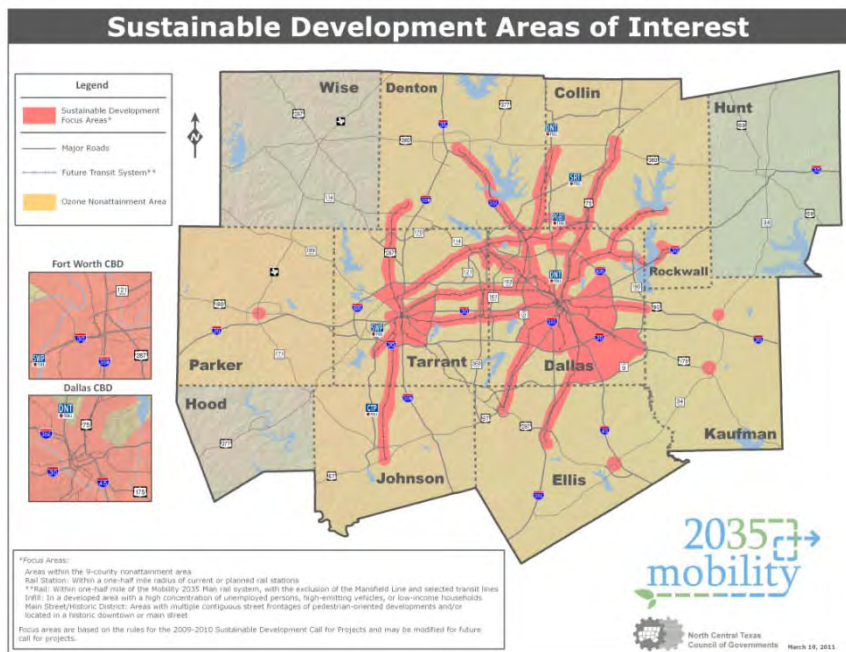 Sustainable Development Areas of Interest
Legend
Sustainable Development
Focus Areas*
Major Roads
Future Transit System**
Ozone Nonattainment Area
Wise
Denton
Collin
Hunt
Rockwall
Parker
Tarrant
Dallas
Hood
Kaufman
Johnson
Ellis
Fort Worth CBD
Dallas CBD
DNT
2035
mobility
North Central Texas
Council of Governments
March 10, 2011
*Focus Areas:
Areas within the 9-county nonattainment area
Rail Station: Within a one-half mile radius of current or planned rail stations
**Rail: Within one-half mile of the Mobility 2035 Plan rail system, with the exclusion of the Mansfield Line and selected transit lines
Infill: In a developed area with a high concentration of unemployed persons, high-emitting vehicles, or low-income households
Main Street/Historic District: Areas with multiple contiguous street frontages of pedestrian-oriented developments and/or
located in a historic downtown or main street
Focus areas are based on the rules for the 2009-2010 Sustainable Development Call for Projects and may be modified for future
call for projects.